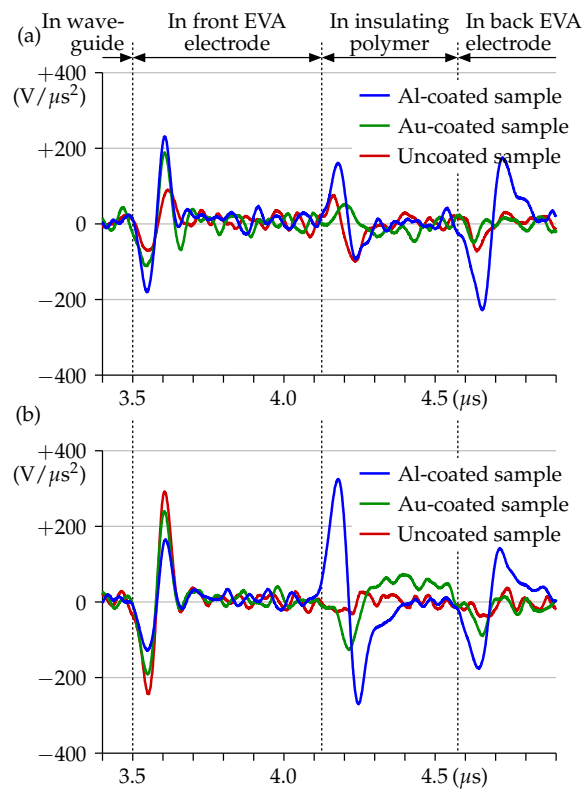 (a)
In wave-
guide
In front EVA
electrode
In insulating
polymer
In back EVA
electrode
+400
(V/μs²)
+200
0
−200
−400
Al-coated sample
Au-coated sample
Uncoated sample
3.5
4.0
4.5 (μs)
(b)
+400
(V/μs²)
+200
0
−200
−400
Al-coated sample
Au-coated sample
Uncoated sample
3.5
4.0
4.5 (μs)